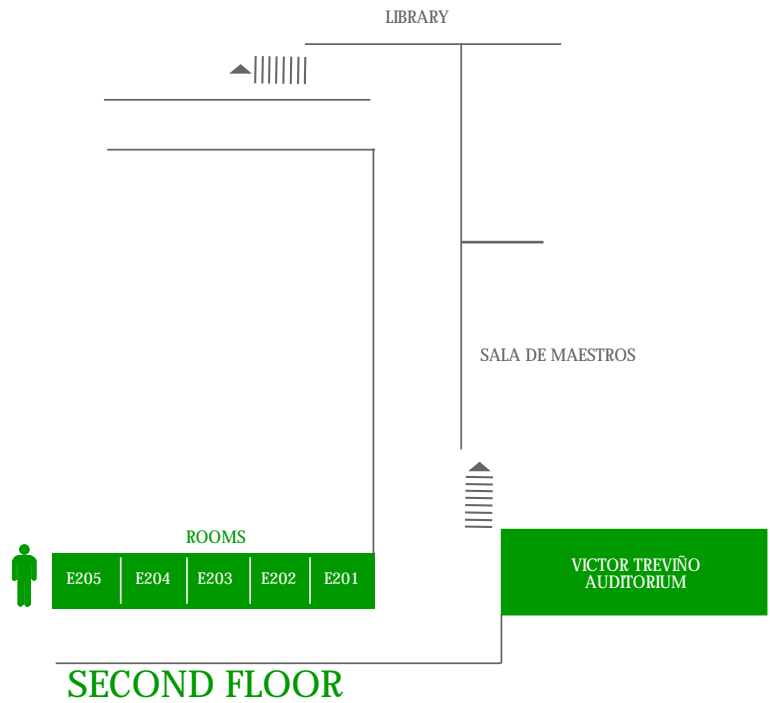 LIBRARY
SALA DE MAESTROS
ROOMS
E205 E204 E203 E202 E201
VICTOR TREVIÑO
AUDITORIUM
SECOND FLOOR